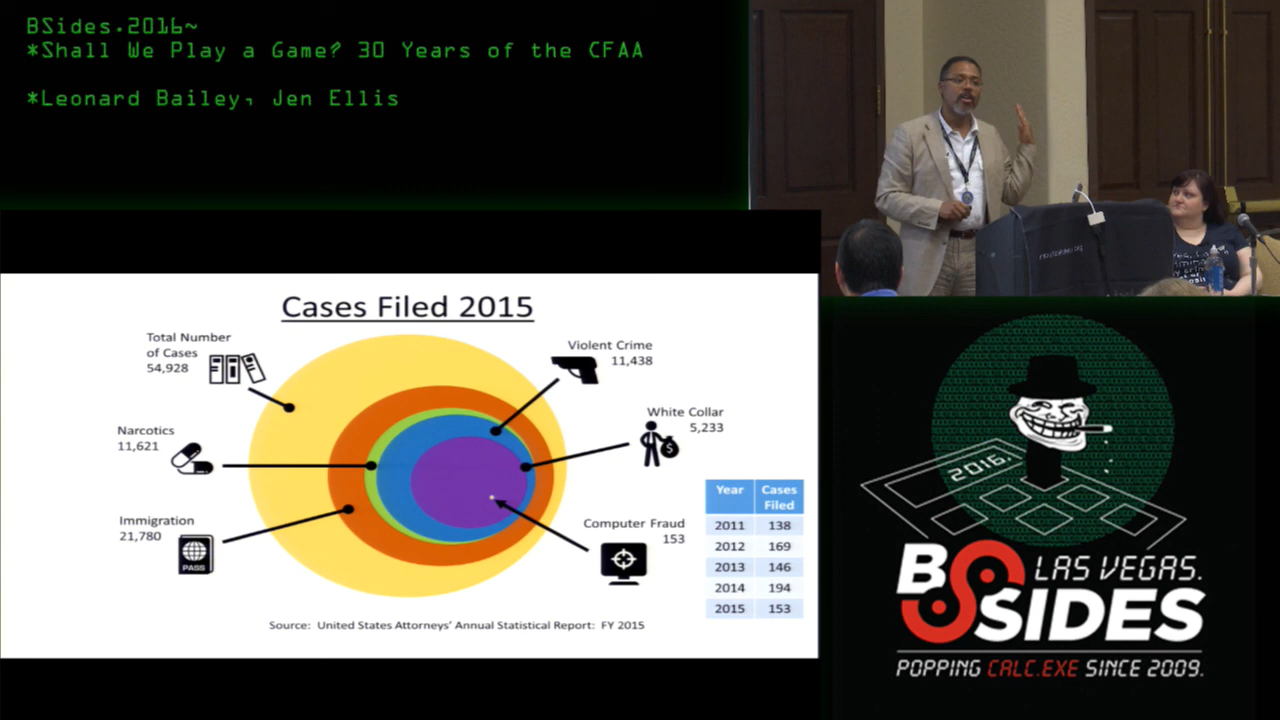 BSides.2016~
*Shall We Play a Game? 30 Years of the CFAA
*Leonard Bailey, Jen Ellis
Cases Filed 2015
Total Number
of Cases
54,928
Violent Crime
11,438
White Collar
5,233
Narcotics
11,621
Immigration
21,780
PASS
Computer Fraud
153
Year Cases Filed
2011 138
2012 169
2013 146
2014 194
2015 153
Source: United States Attorneys' Annual Statistical Report: FY 2015
2016.
BSIDES
LAS VEGAS.
POPPING CALC.EXE SINCE 2009.